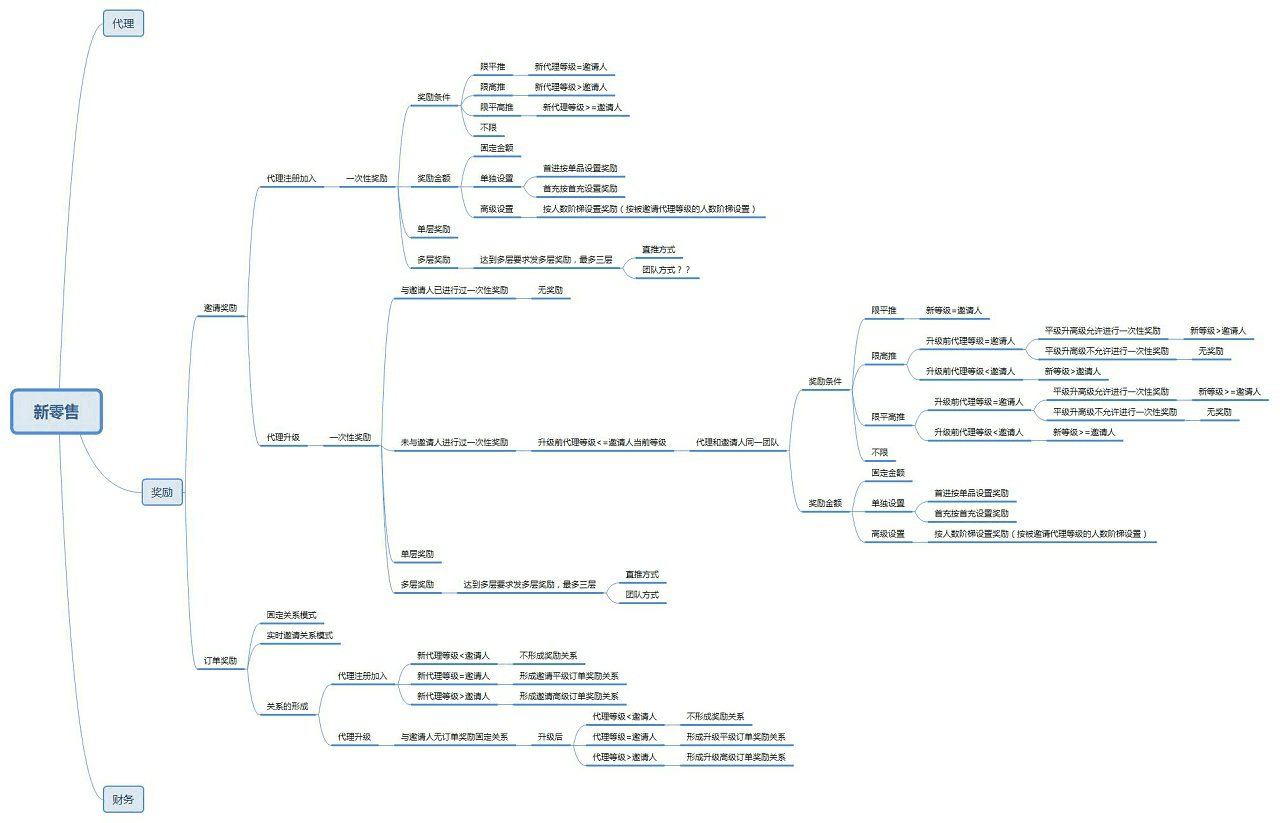 新零售
代理
奖励
邀请奖励
代理注册加入
一次性奖励
奖励条件
限平推
新代理等级=邀请人
限高推
新代理等级>邀请人
限平高推
新代理等级>=邀请人
不限
奖励金额
固定金额
单独设置
首进按单品设置奖励
首充按首充设置奖励
高级设置
按人数阶梯设置奖励（按被邀请代理等级的人数阶梯设置）
单层奖励
多层奖励
达到多层要求发多层奖励，最多三层
直推方式
团队方式？？
代理升级
一次性奖励
与邀请人已进行过一次性奖励
无奖励
未与邀请人进行过一次性奖励
升级前代理等级<=邀请人当前等级
代理和邀请人同一团队
奖励条件
限平推
新等级=邀请人
限高推
升级前代理等级=邀请人
平级升高级允许进行一次性奖励
新等级>邀请人
平级升高级不允许进行一次性奖励
无奖励
升级前代理等级<邀请人
新等级>邀请人
限平高推
升级前代理等级=邀请人
平级升高级允许进行一次性奖励
新等级>=邀请人
平级升高级不允许进行一次性奖励
无奖励
升级前代理等级<邀请人
新等级>=邀请人
不限
奖励金额
固定金额
单独设置
首进按单品设置奖励
首充按首充设置奖励
高级设置
按人数阶梯设置奖励（按被邀请代理等级的人数阶梯设置）
单层奖励
多层奖励
达到多层要求发多层奖励，最多三层
直推方式
团队方式
订单奖励
固定关系模式
实时邀请关系模式
关系的形成
代理注册加入
新代理等级<邀请人
不形成奖励关系
新代理等级=邀请人
形成邀请平级订单奖励关系
新代理等级>邀请人
形成邀请高级订单奖励关系
代理升级
与邀请人无订单奖励固定关系
升级后
代理等级<邀请人
不形成奖励关系
代理等级=邀请人
形成升级平级订单奖励关系
代理等级>邀请人
形成升级高级订单奖励关系
财务